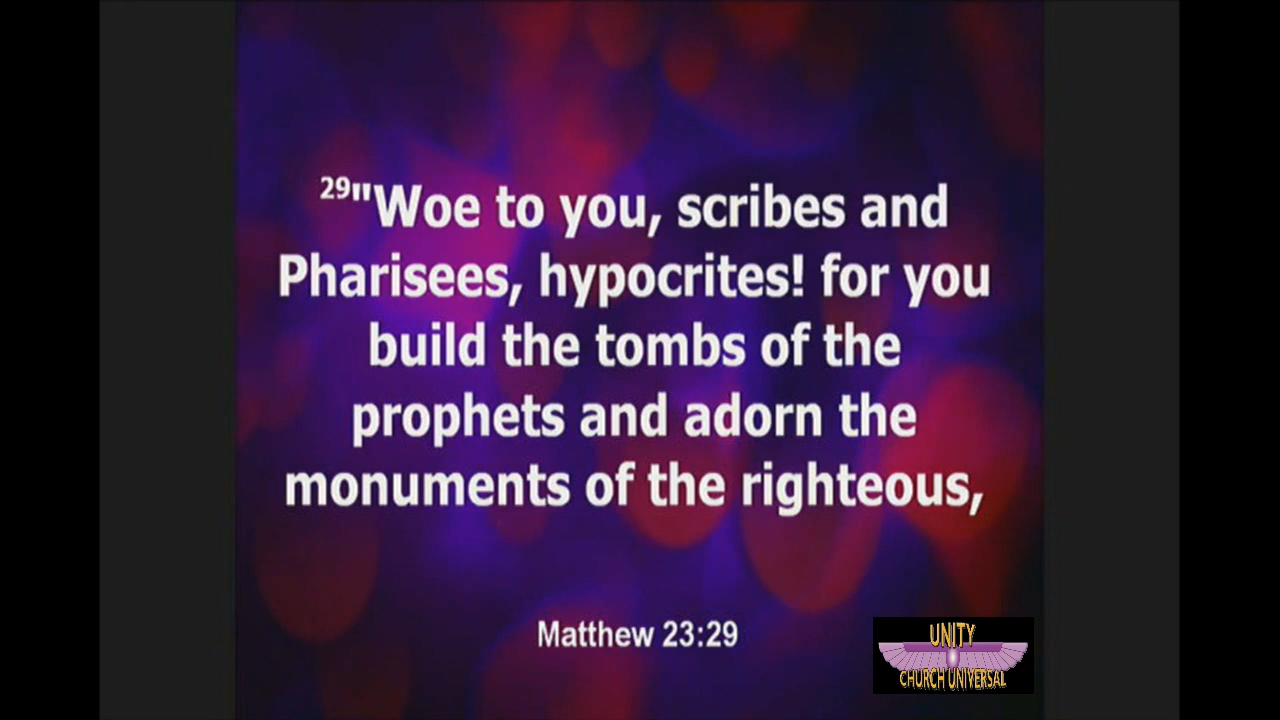 29"Woe to you, scribes and
Pharisees, hypocrites! for you
build the tombs of the
prophets and adorn the
monuments of the righteous,
Matthew 23:29
UNITY
CHURCH UNIVERSAL